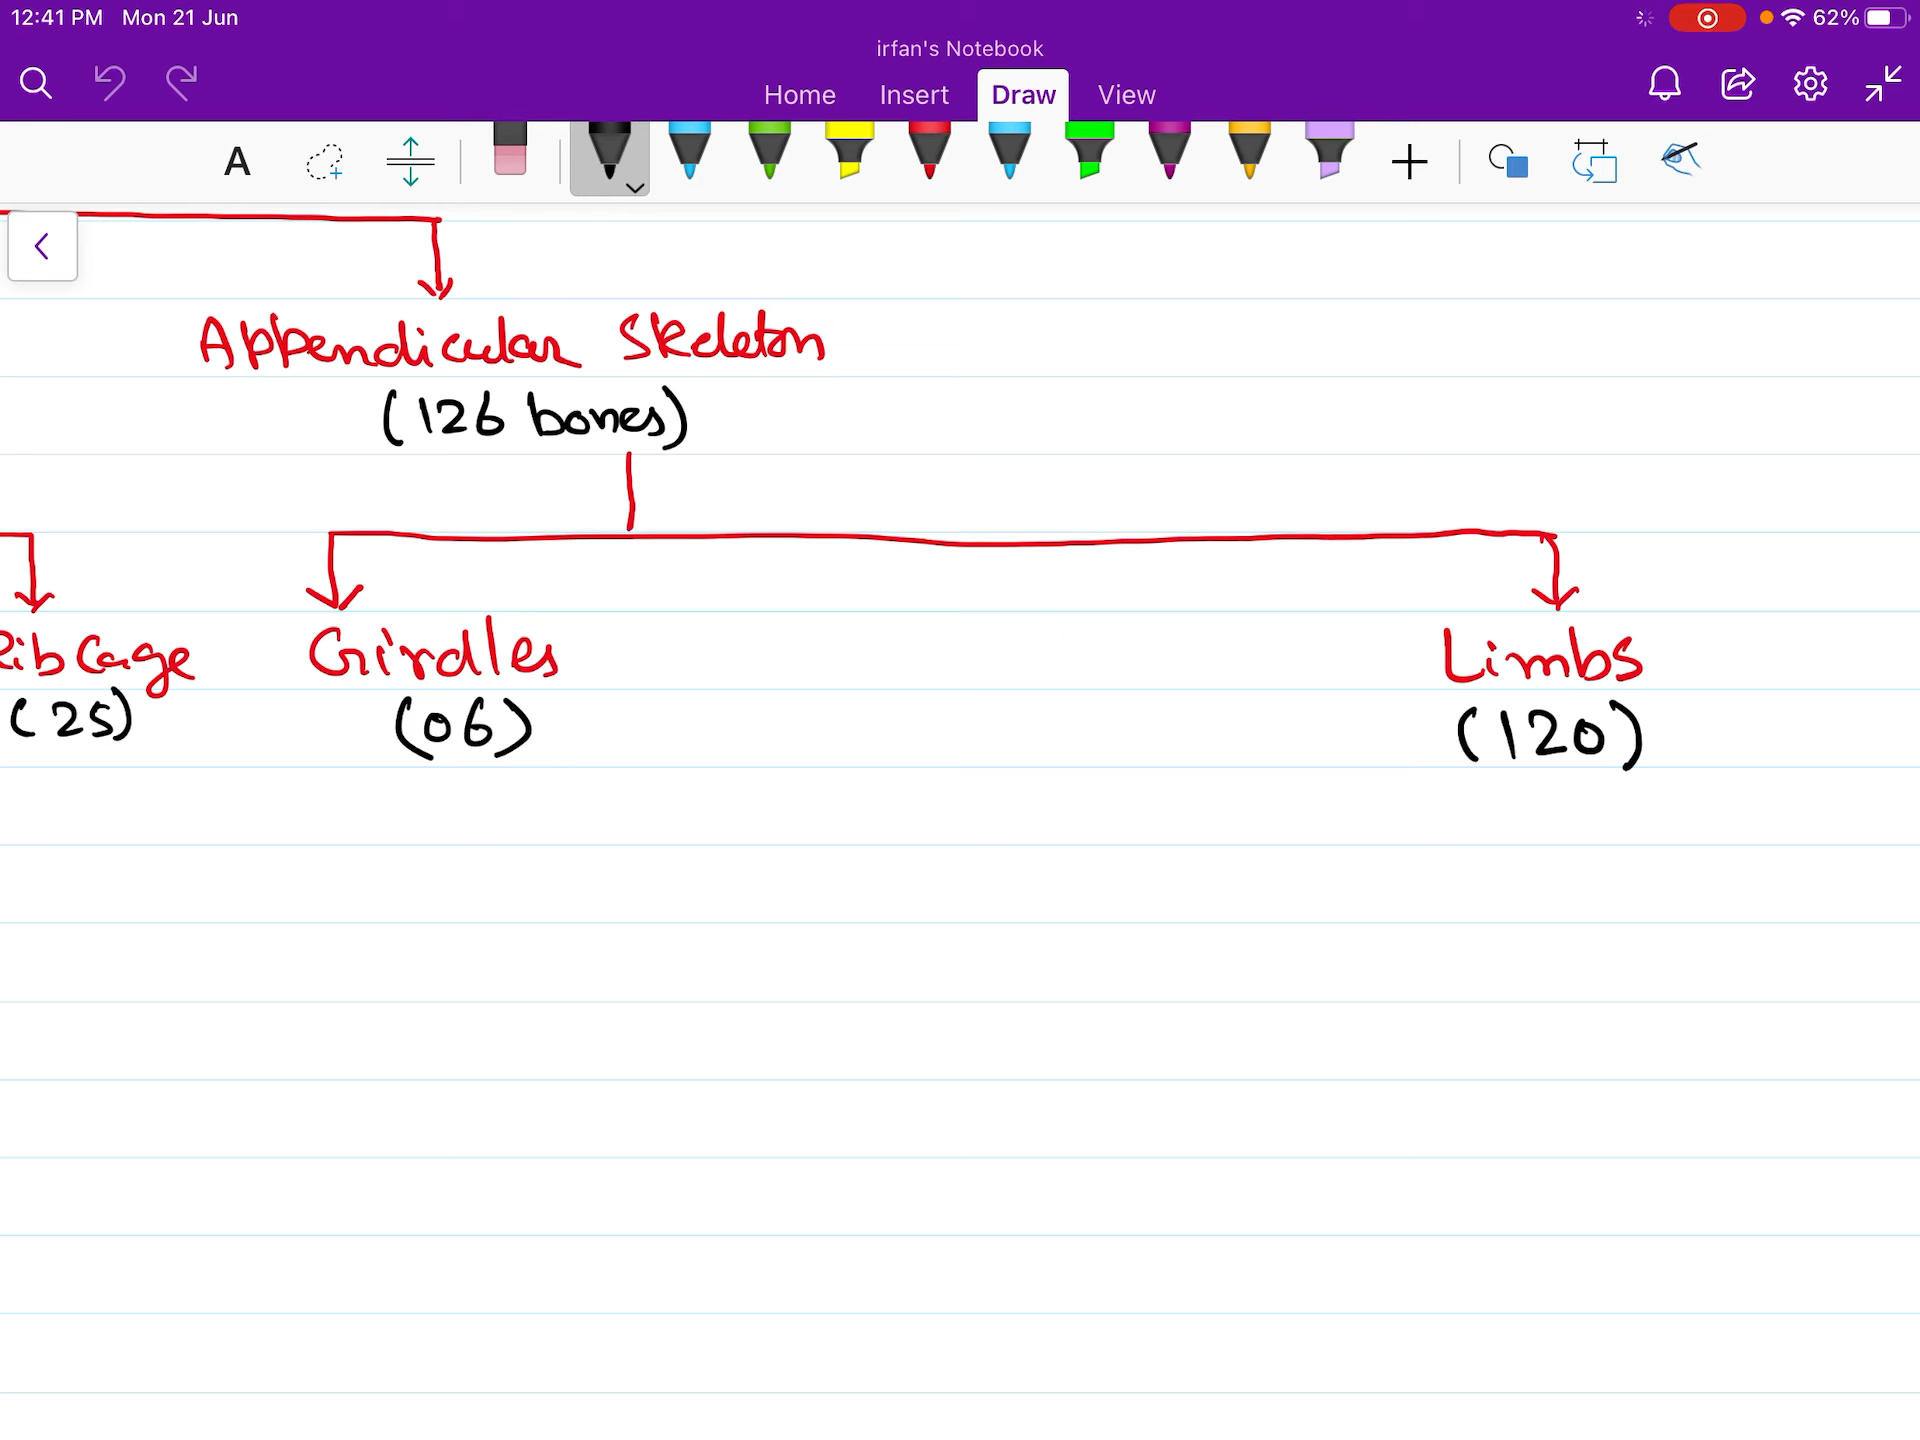 12:41 PM Mon 21 Jun
62%
irfan's Notebook
Home Insert Draw View
A
Appendicular Skeleton
(126 bones)
Rib Cage Girdles Limbs
(25) (06) (120)